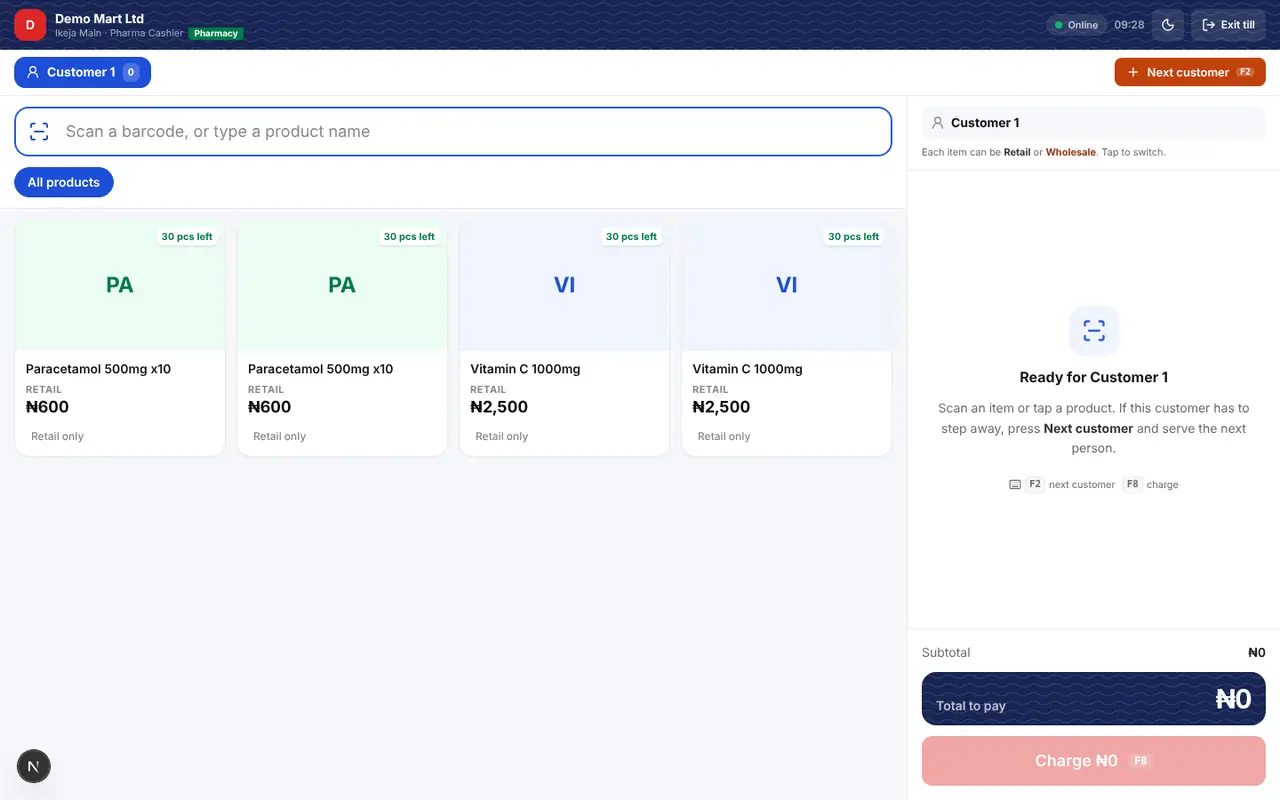 D
Demo Mart Ltd
Ikeja Main · Pharma Cashier Pharmacy
Online
09:28
Exit till
Customer 1 0
Next customer F2
Scan a barcode, or type a product name
All products
30 pcs left
PA
Paracetamol 500mg x10
RETAIL
₦600
Retail only
30 pcs left
PA
Paracetamol 500mg x10
RETAIL
₦600
Retail only
30 pcs left
VI
Vitamin C 1000mg
RETAIL
₦2,500
Retail only
30 pcs left
VI
Vitamin C 1000mg
RETAIL
₦2,500
Retail only
Customer 1
Each item can be Retail or Wholesale. Tap to switch.
Ready for Customer 1
Scan an item or tap a product. If this customer has to
step away, press Next customer and serve the next
person.
F2 next customer F8 charge
Subtotal ₦0
Total to pay ₦0
Charge ₦0 F8
N